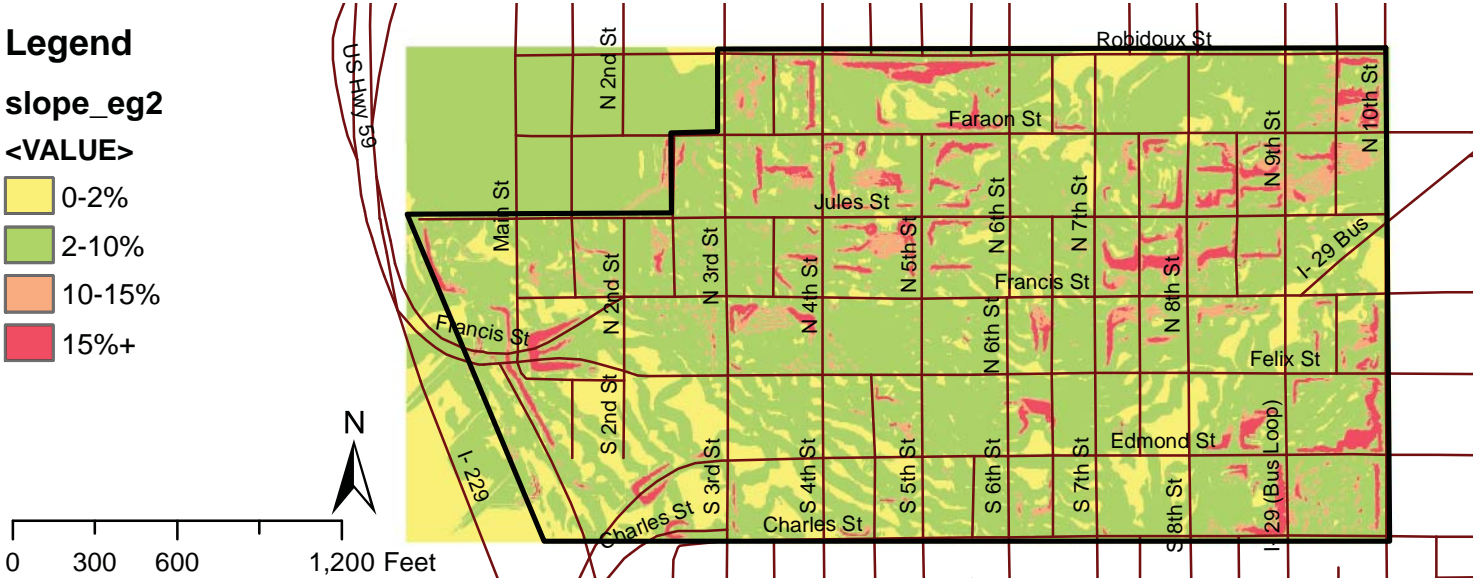 Legend
slope_eg2
<VALUE>
0-2%
2-10%
10-15%
15%+
N
0 300 600 1,200 Feet
US Hwy 59
N 2nd St
Robidoux St
Faraon St
N 10th St
N 9th St
Main St
Jules St
N 6th St
N 7th St
N 3rd St
N 5th St
I- 29 Bus
N 2nd St
N 4th St
Francis St
N 8th St
Francis St
N 6th St
Felix St
S 2nd St
Edmond St
I- 229
S 3rd St
S 4th St
S 5th St
S 6th St
S 7th St
S 8th St
I- 29 (Bus Loop)
Charles St
Charles St